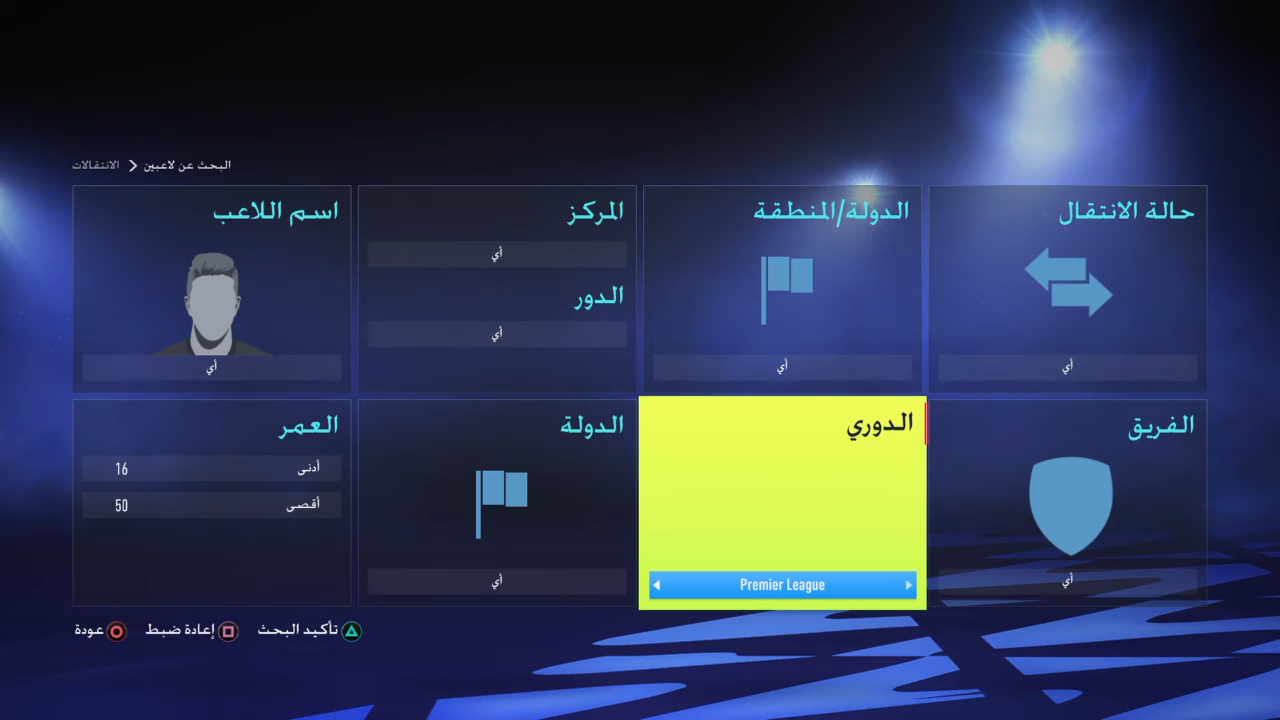 الانتقالات > البحث عن لاعبين
اسم اللاعب
أي
المركز
أي
الدور
أي
الدولة/المنطقة
أي
حالة الانتقال
أي
العمر
أدنى 16
أقصى 50
الدولة
أي
الدوري
Premier League
الفريق
أي
عودة
إعادة ضبط
تأكيد البحث